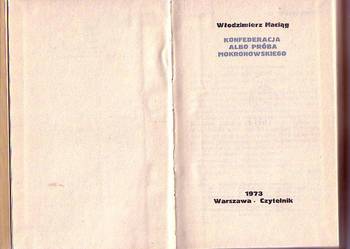 Włodzimierz Maciąg
KONFEDERACJA
ALBO PRÓBA
MOKRONOWSKIEGO
1973
Warszawa · Czytelnik